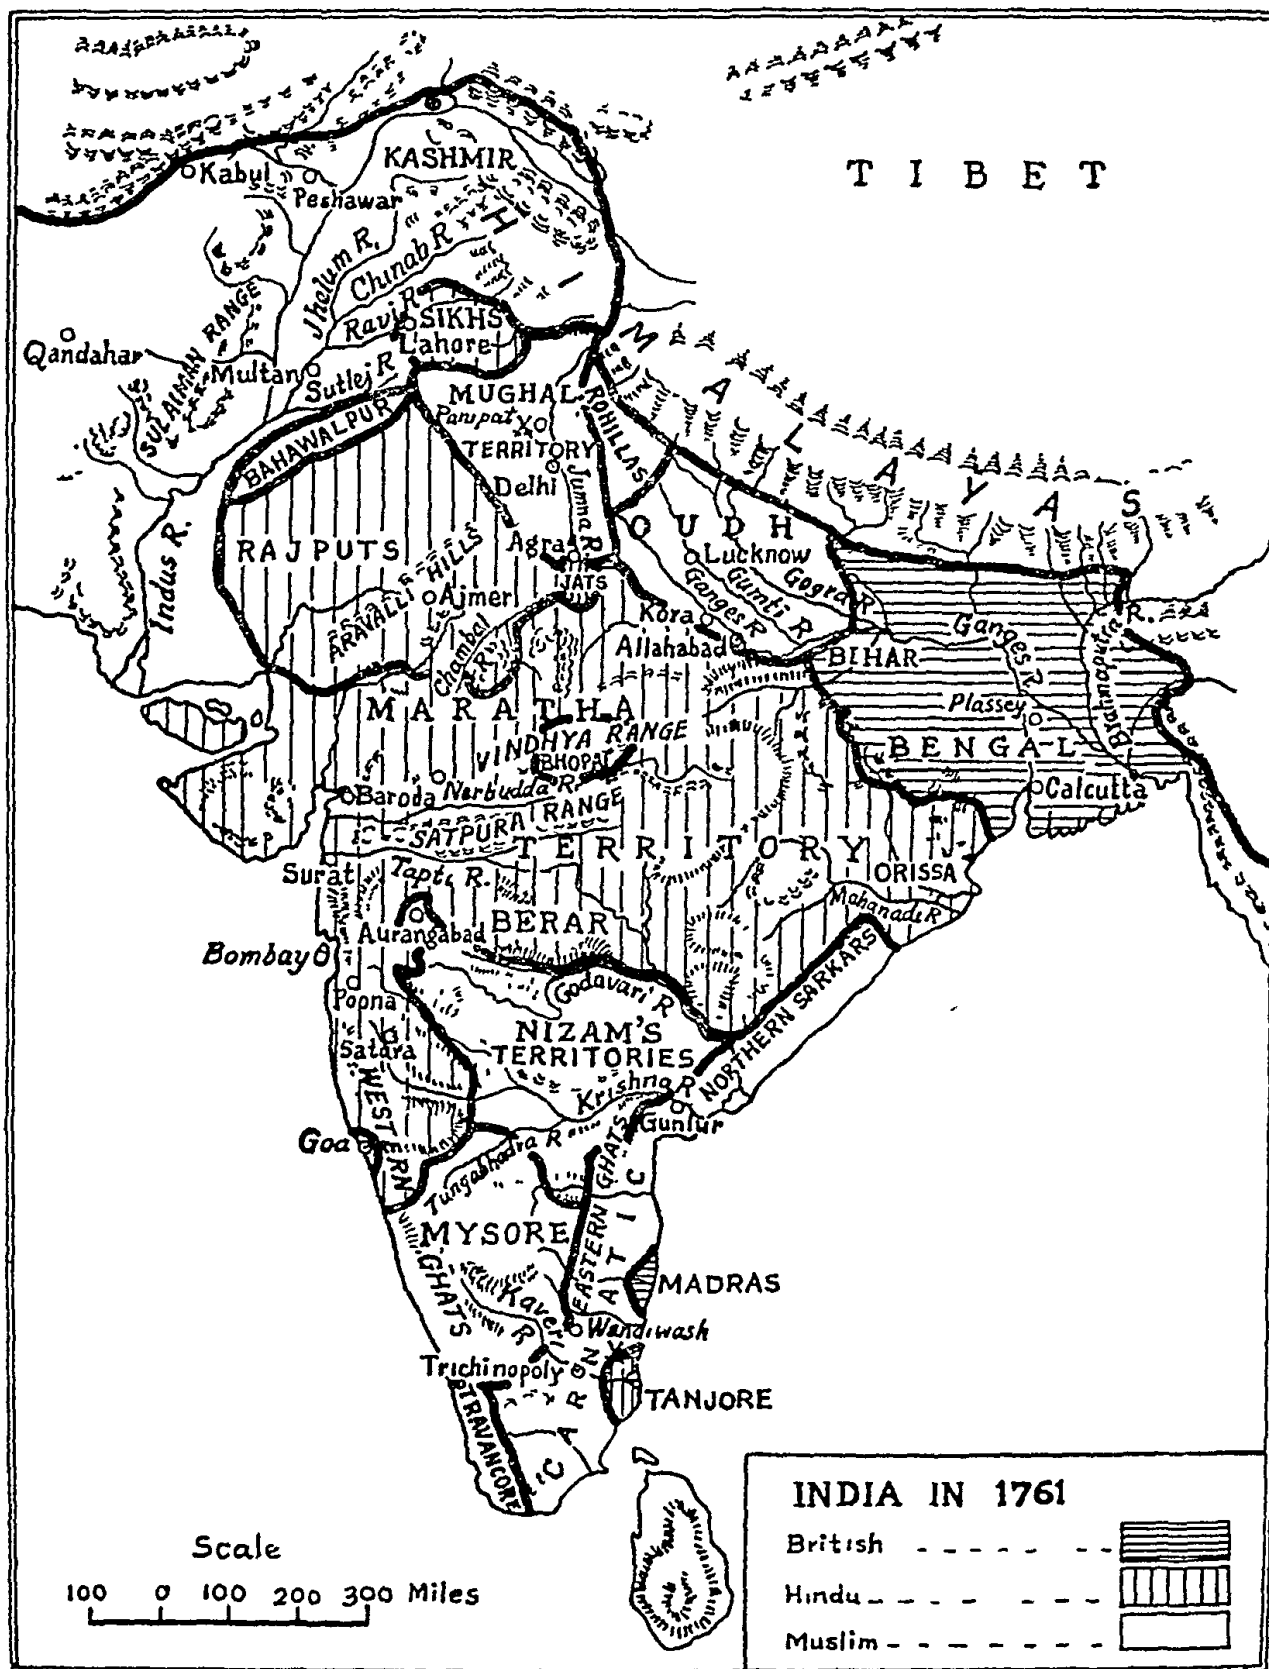 TIBET
KASHMIR
Kabul
Peshawar
HIMALAYAS
Jhelum R.
Chinab R
Ravi R
SIKHS
Lahore
SULAIMAN RANGE
Qandahar
Multan
Sutlej R
MUGHAL
TERRITORY
Panipat
ROHILLAS
BAHAWALPUR
Delhi
Jumna R
OUDH
RAJPUTS
Agra
Lucknow
JATS
Gogra R
Gumti R
Ganges R
Indus R.
ARAVALLI HILLS
Ajmer
Kora
Ganges R
Brahmaputra R.
Chambal R
Allahabad
BIHAR
MARATHA
TERRITORY
Plassey
VINDHYA RANGE
BENGAL
BHOPAL
Baroda
Nerbudda R.
Calcutta
SATPURA RANGE
Surat
Tapti R.
ORISSA
Mahanadi R
BERAR
Aurangabad
Bombay
Godavari R
NORTHERN SARKARS
Poona
NIZAM'S
TERRITORIES
Satara
Krishna R
WESTERN
GHATS
Guntur
Goa
Tungabhadra R
EASTERN GHATS
CARNATIC
MYSORE
MADRAS
Kaveri R
Wandiwash
Trichinopoly
TANJORE
TRAVANCORE
INDIA IN 1761
British
Hindu
Muslim
Scale
100 0 100 200 300 Miles